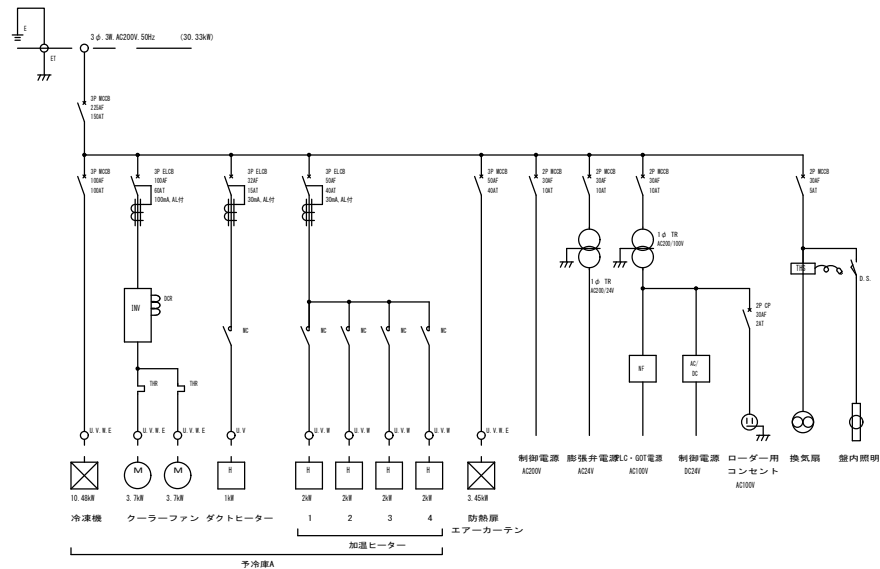 E
3φ.3W.AC200V.50Hz (30.33kW)
ET
3P MCCB
225AF
150AT
3P MCCB
100AF
100AT
3P ELCB
100AF
60AT
100mA.AL付
3P ELCB
32AF
15AT
30mA.AL付
3P ELCB
50AF
40AT
30mA.AL付
3P MCCB
50AF
40AT
2P MCCB
30AF
10AT
2P MCCB
30AF
10AT
2P MCCB
30AF
10AT
2P MCCB
30AF
5AT
1φ TR
AC200/100V
1φ TR
AC200/24V
THS
D.S.
INV
DCR
MC
MC
MC
MC
MC
2P CP
30AF
2AT
THR
THR
NF
AC/
DC
U.V.W.E
U.V.W.E
U.V.W.E
U.V
U.V.W
U.V.W
U.V.W
U.V.W
U.V.W.E
M
M
H
H
H
H
H
10.48kW
3.7kW
3.7kW
1kW
2kW
2kW
2kW
2kW
3.45kW
冷凍機
クーラーファン
ダクトヒーター
1
2
3
4
防熱扉
エアーカーテン
制御電源
AC200V
膨張弁電源
AC24V
PLC・GOT電源
AC100V
制御電源
DC24V
ローダー用
コンセント
AC100V
換気扇
盤内照明
加温ヒーター
予冷庫A